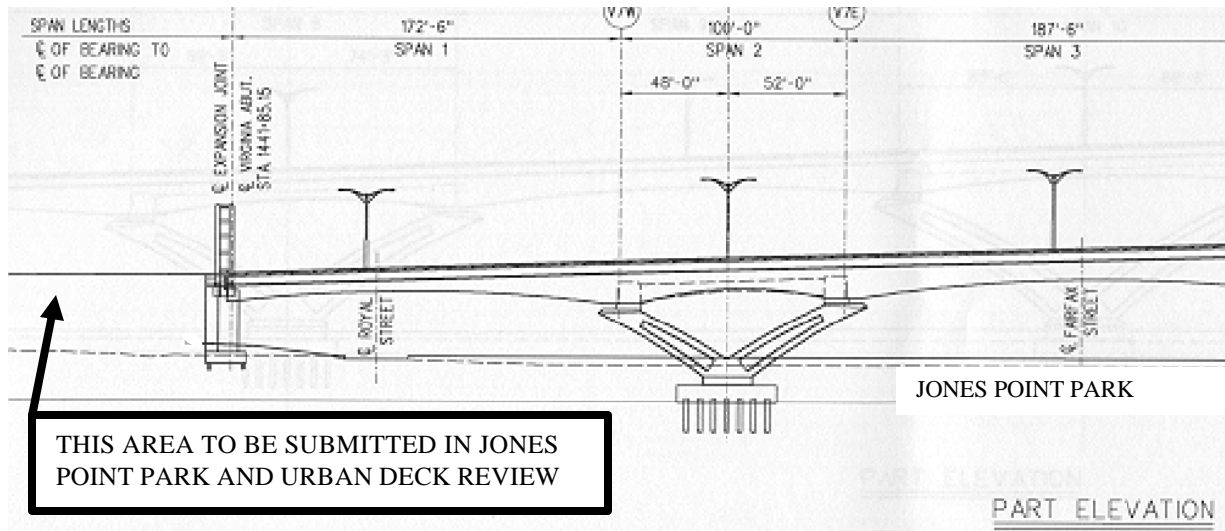 SPAN LENGTHS
℄ OF BEARING TO
℄ OF BEARING
172'-6"
SPAN 1
V7W
100'-0"
SPAN 2
V7E
187'-6"
SPAN 3
48'-0"
52'-0"
℄ EXPANSION JOINT
℄ VIRGINIA ABUT.
STA. 1441+85.15
℄ ROYAL
STREET
℄ FAIRFAX
STREET
JONES POINT PARK
THIS AREA TO BE SUBMITTED IN JONES
POINT PARK AND URBAN DECK REVIEW
PART ELEVATION
PART ELEVATION